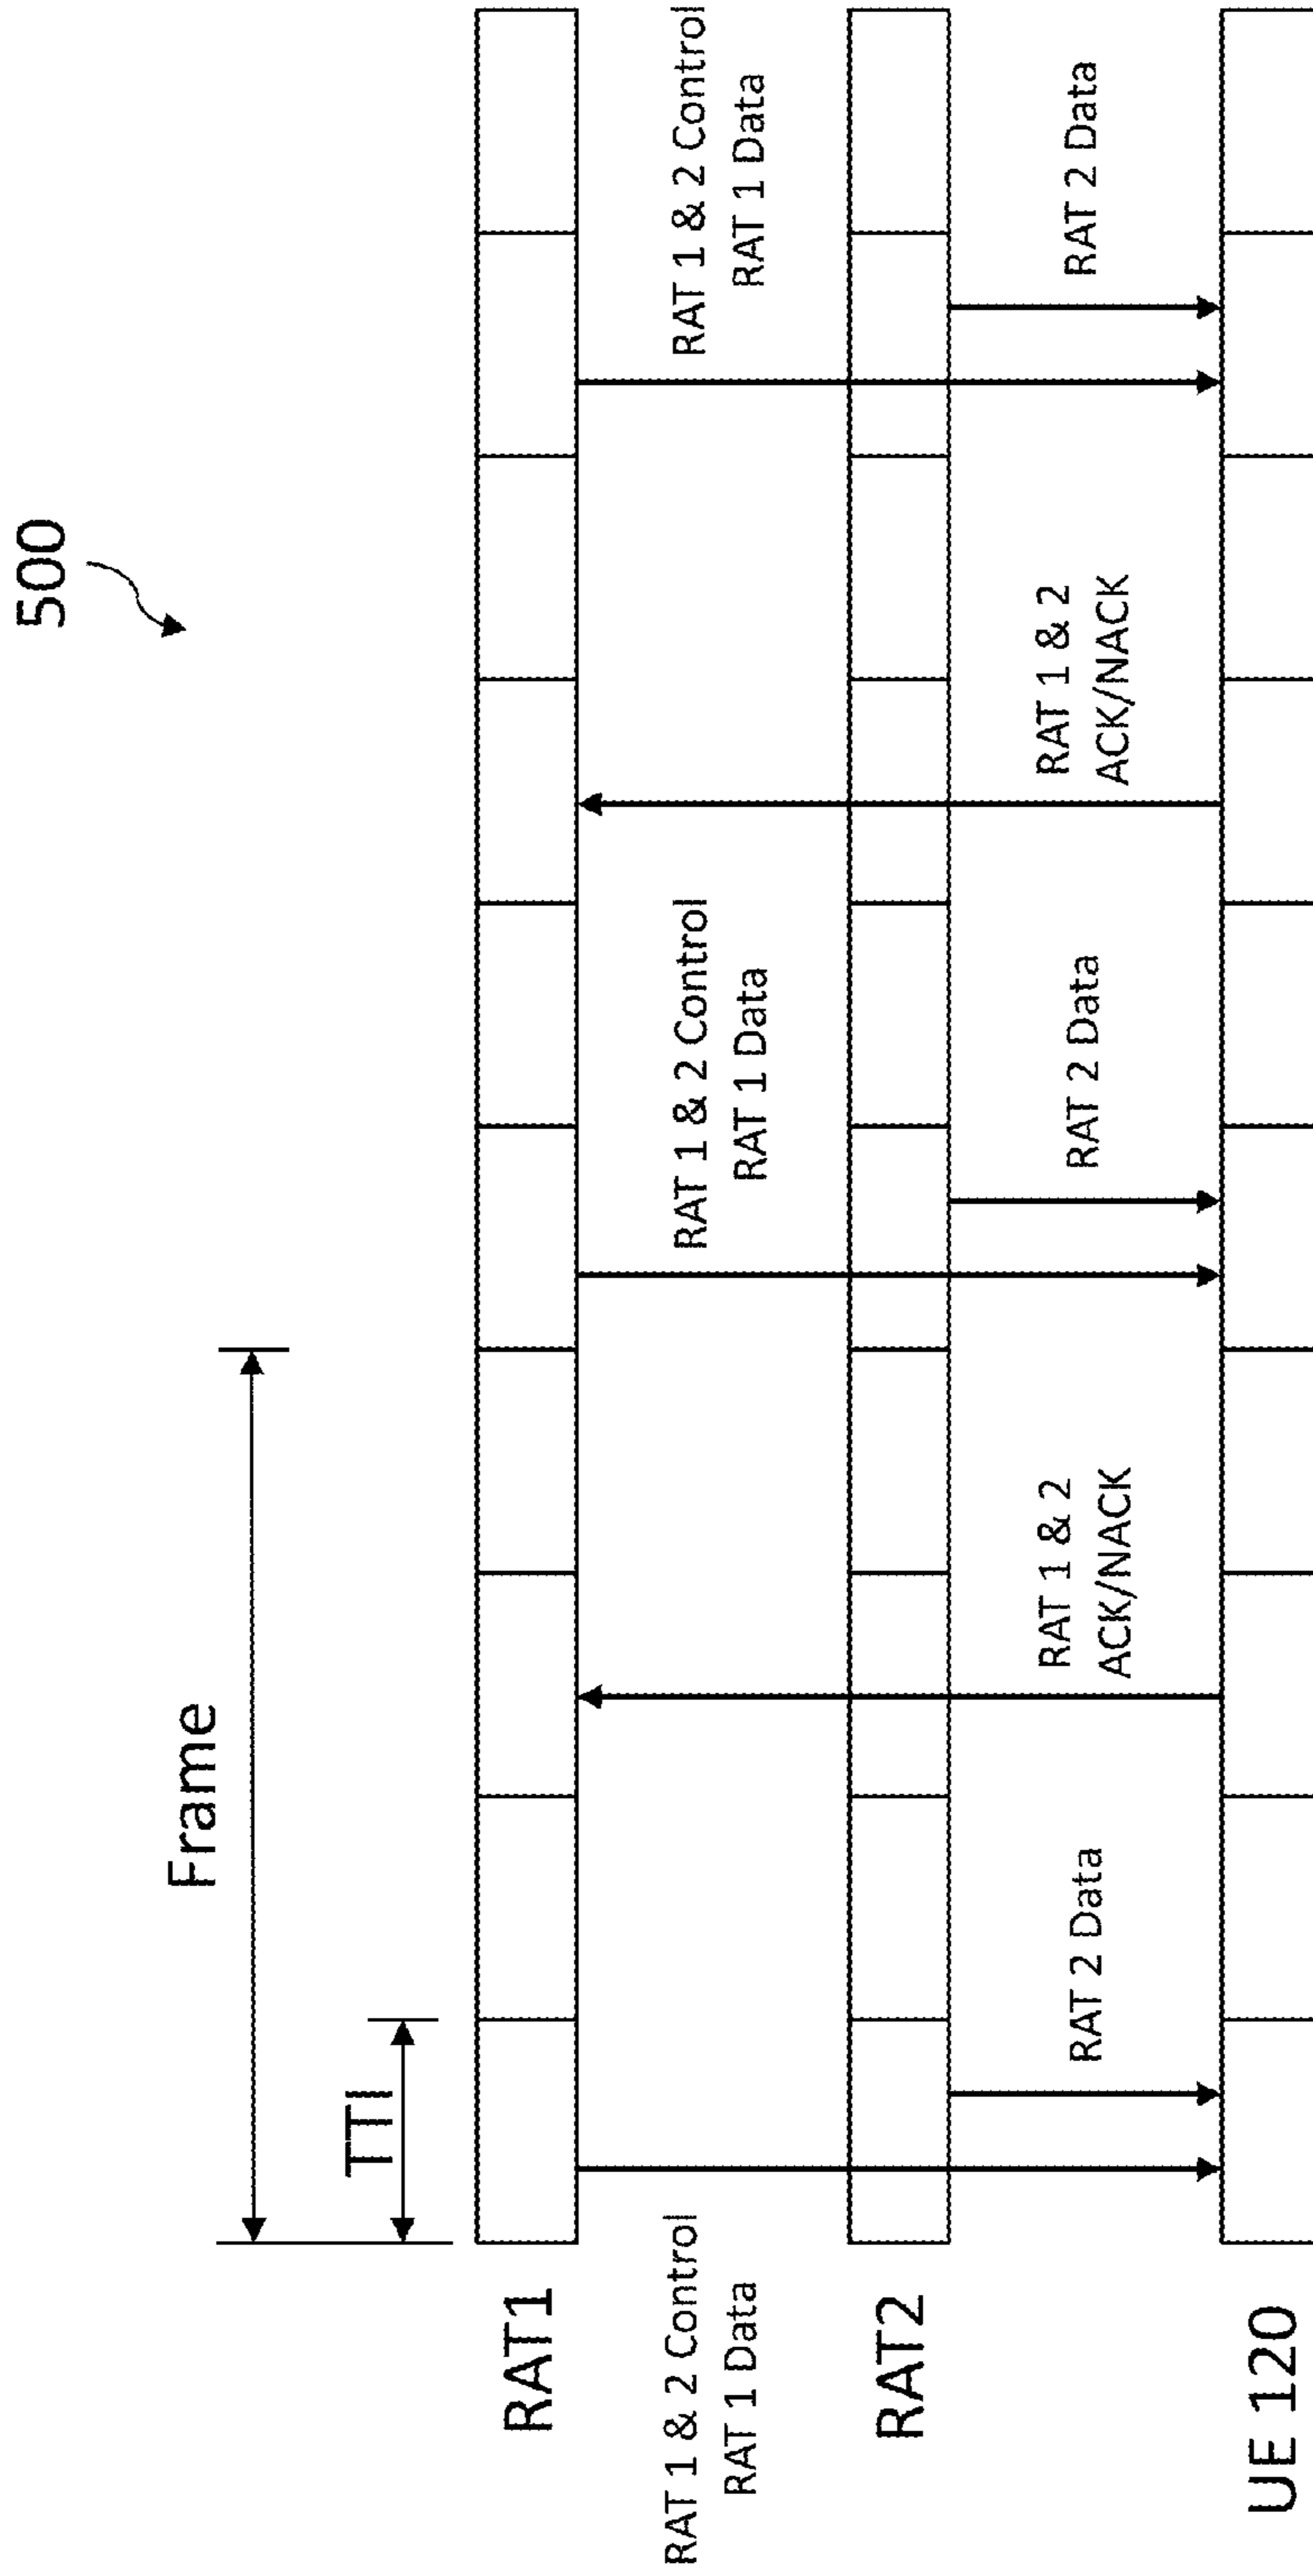 500
Frame
TTI
RAT1
RAT 1 & 2 Control
RAT 1 Data
RAT 1 & 2 Control
RAT 1 Data
RAT 1 & 2 Control
RAT 1 Data
RAT2
RAT 2 Data
RAT 1 & 2
ACK/NACK
RAT 2 Data
RAT 1 & 2
ACK/NACK
RAT 2 Data
UE 120